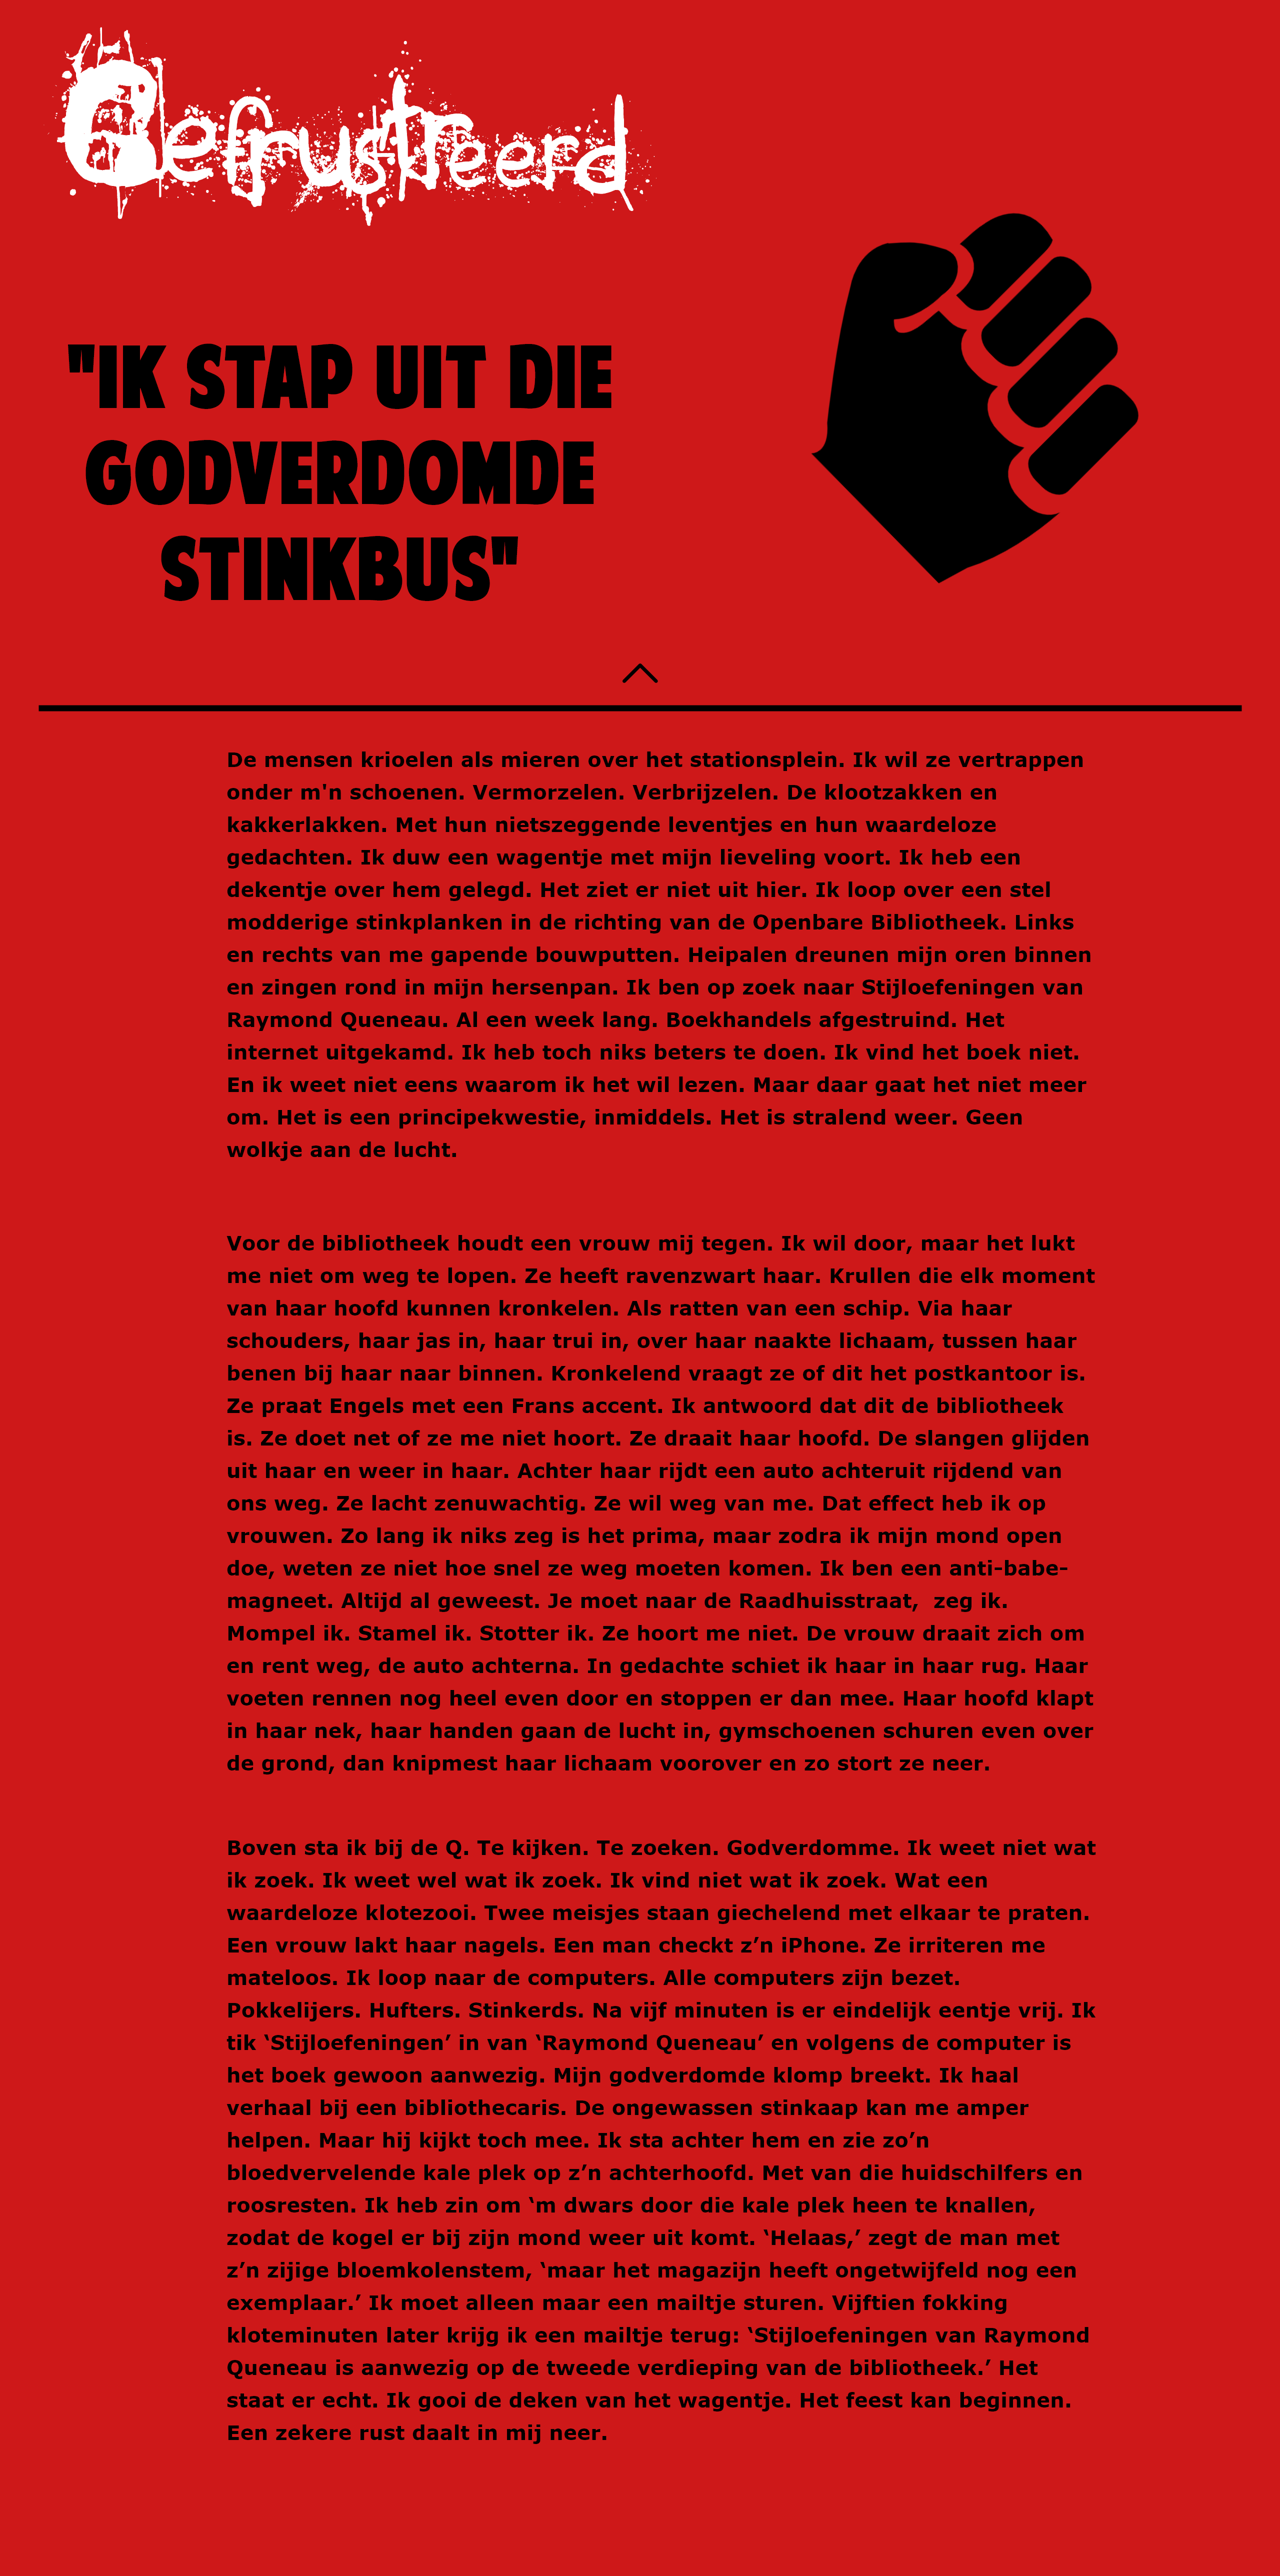 Gefrustreerd
"IK STAP UIT DIE
GODVERDOMDE
STINKBUS"
De mensen krioelen als mieren over het stationsplein. Ik wil ze vertrappen
onder m'n schoenen. Vermorzelen. Verbrijzelen. De klootzakken en
kakkerlakken. Met hun nietszeggende leventjes en hun waardeloze
gedachten. Ik duw een wagentje met mijn lieveling voort. Ik heb een
dekentje over hem gelegd. Het ziet er niet uit hier. Ik loop over een stel
modderige stinkplanken in de richting van de Openbare Bibliotheek. Links
en rechts van me gapende bouwputten. Heipalen dreunen mijn oren binnen
en zingen rond in mijn hersenpan. Ik ben op zoek naar Stijloefeningen van
Raymond Queneau. Al een week lang. Boekhandels afgestruind. Het
internet uitgekamd. Ik heb toch niks beters te doen. Ik vind het boek niet.
En ik weet niet eens waarom ik het wil lezen. Maar daar gaat het niet meer
om. Het is een principekwestie, inmiddels. Het is stralend weer. Geen
wolkje aan de lucht.
Voor de bibliotheek houdt een vrouw mij tegen. Ik wil door, maar het lukt
me niet om weg te lopen. Ze heeft ravenzwart haar. Krullen die elk moment
van haar hoofd kunnen kronkelen. Als ratten van een schip. Via haar
schouders, haar jas in, haar trui in, over haar naakte lichaam, tussen haar
benen bij haar naar binnen. Kronkelend vraagt ze of dit het postkantoor is.
Ze praat Engels met een Frans accent. Ik antwoord dat dit de bibliotheek
is. Ze doet net of ze me niet hoort. Ze draait haar hoofd. De slangen glijden
uit haar en weer in haar. Achter haar rijdt een auto achteruit rijdend van
ons weg. Ze lacht zenuwachtig. Ze wil weg van me. Dat effect heb ik op
vrouwen. Zo lang ik niks zeg is het prima, maar zodra ik mijn mond open
doe, weten ze niet hoe snel ze weg moeten komen. Ik ben een anti-babe-
magneet. Altijd al geweest. Je moet naar de Raadhuisstraat,  zeg ik.
Mompel ik. Stamel ik. Stotter ik. Ze hoort me niet. De vrouw draait zich om
en rent weg, de auto achterna. In gedachte schiet ik haar in haar rug. Haar
voeten rennen nog heel even door en stoppen er dan mee. Haar hoofd klapt
in haar nek, haar handen gaan de lucht in, gymschoenen schuren even over
de grond, dan knipmest haar lichaam voorover en zo stort ze neer.
Boven sta ik bij de Q. Te kijken. Te zoeken. Godverdomme. Ik weet niet wat
ik zoek. Ik weet wel wat ik zoek. Ik vind niet wat ik zoek. Wat een
waardeloze klotezooi. Twee meisjes staan giechelend met elkaar te praten.
Een vrouw lakt haar nagels. Een man checkt z’n iPhone. Ze irriteren me
mateloos. Ik loop naar de computers. Alle computers zijn bezet.
Pokkelijers. Hufters. Stinkerds. Na vijf minuten is er eindelijk eentje vrij. Ik
tik ‘Stijloefeningen’ in van ‘Raymond Queneau’ en volgens de computer is
het boek gewoon aanwezig. Mijn godverdomde klomp breekt. Ik haal
verhaal bij een bibliothecaris. De ongewassen stinkaap kan me amper
helpen. Maar hij kijkt toch mee. Ik sta achter hem en zie zo’n
bloedvervelende kale plek op z’n achterhoofd. Met van die huidschilfers en
roosresten. Ik heb zin om ‘m dwars door die kale plek heen te knallen,
zodat de kogel er bij zijn mond weer uit komt. ‘Helaas,’ zegt de man met
z’n zijige bloemkolenstem, ‘maar het magazijn heeft ongetwijfeld nog een
exemplaar.’ Ik moet alleen maar een mailtje sturen. Vijftien fokking
kloteminuten later krijg ik een mailtje terug: ‘Stijloefeningen van Raymond
Queneau is aanwezig op de tweede verdieping van de bibliotheek.’ Het
staat er echt. Ik gooi de deken van het wagentje. Het feest kan beginnen.
Een zekere rust daalt in mij neer.